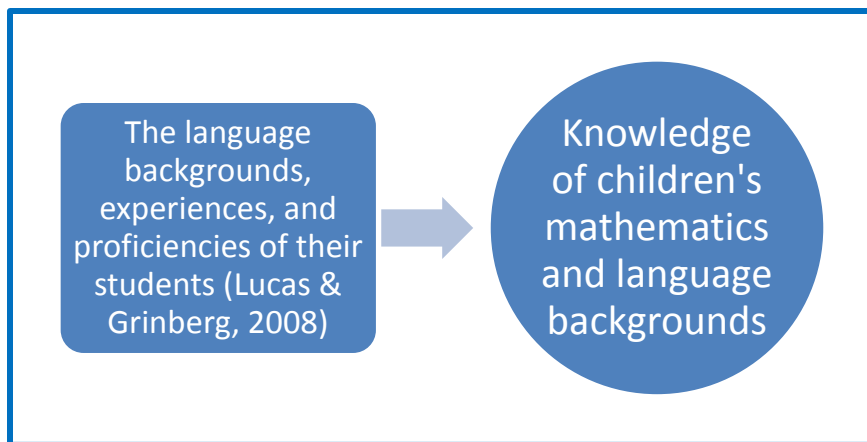 The language
backgrounds,
experiences, and
proficiencies of their
students (Lucas &
Grinberg, 2008)
Knowledge
of children's
mathematics
and language
backgrounds